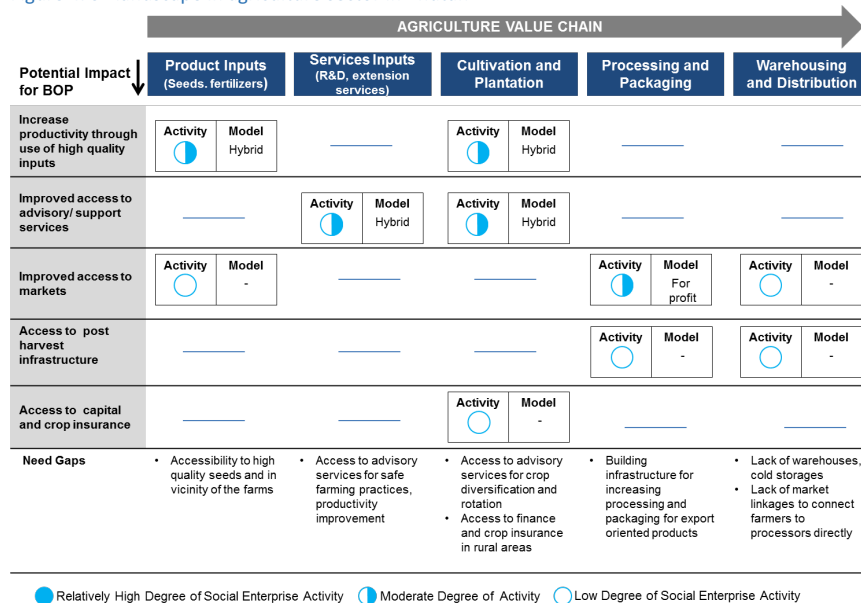 AGRICULTURE VALUE CHAIN
Potential Impact
for BOP
Product Inputs
(Seeds. fertilizers)
Services Inputs
(R&D, extension
services)
Cultivation and
Plantation
Processing and
Packaging
Warehousing
and Distribution
Increase
productivity through
use of high quality
inputs
Activity Model
Hybrid
Activity Model
Hybrid
Improved access to
advisory/ support
services
Activity Model
Hybrid
Activity Model
Hybrid
Improved access to
markets
Activity Model
-
Activity Model
For
profit
Activity Model
-
Access to post
harvest
infrastructure
Activity Model
-
Activity Model
-
Access to capital
and crop insurance
Activity Model
-
Need Gaps
• Accessibility to high
quality seeds and in
vicinity of the farms
• Access to advisory
services for safe
farming practices,
productivity
improvement
• Access to advisory
services for crop
diversification and
rotation
• Access to finance
and crop insurance
in rural areas
• Building
infrastructure for
increasing
processing and
packaging for export
oriented products
• Lack of warehouses,
cold storages
• Lack of market
linkages to connect
farmers to
processors directly
Relatively High Degree of Social Enterprise Activity
Moderate Degree of Activity
Low Degree of Social Enterprise Activity